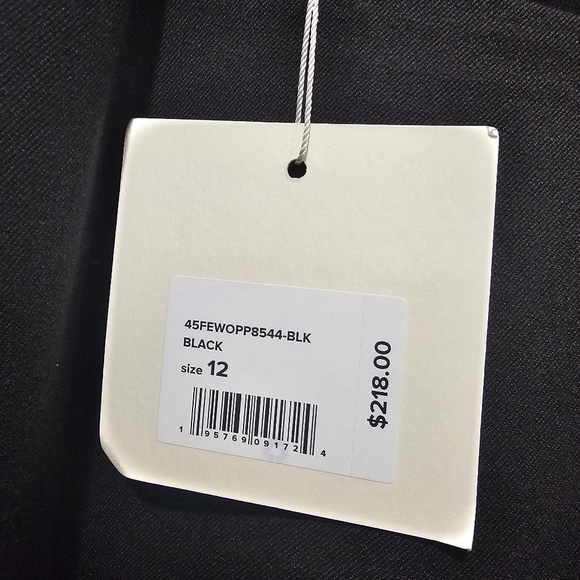 45FEWOPP8544-BLK
BLACK
size 12
1 95769 09172 4
$218.00